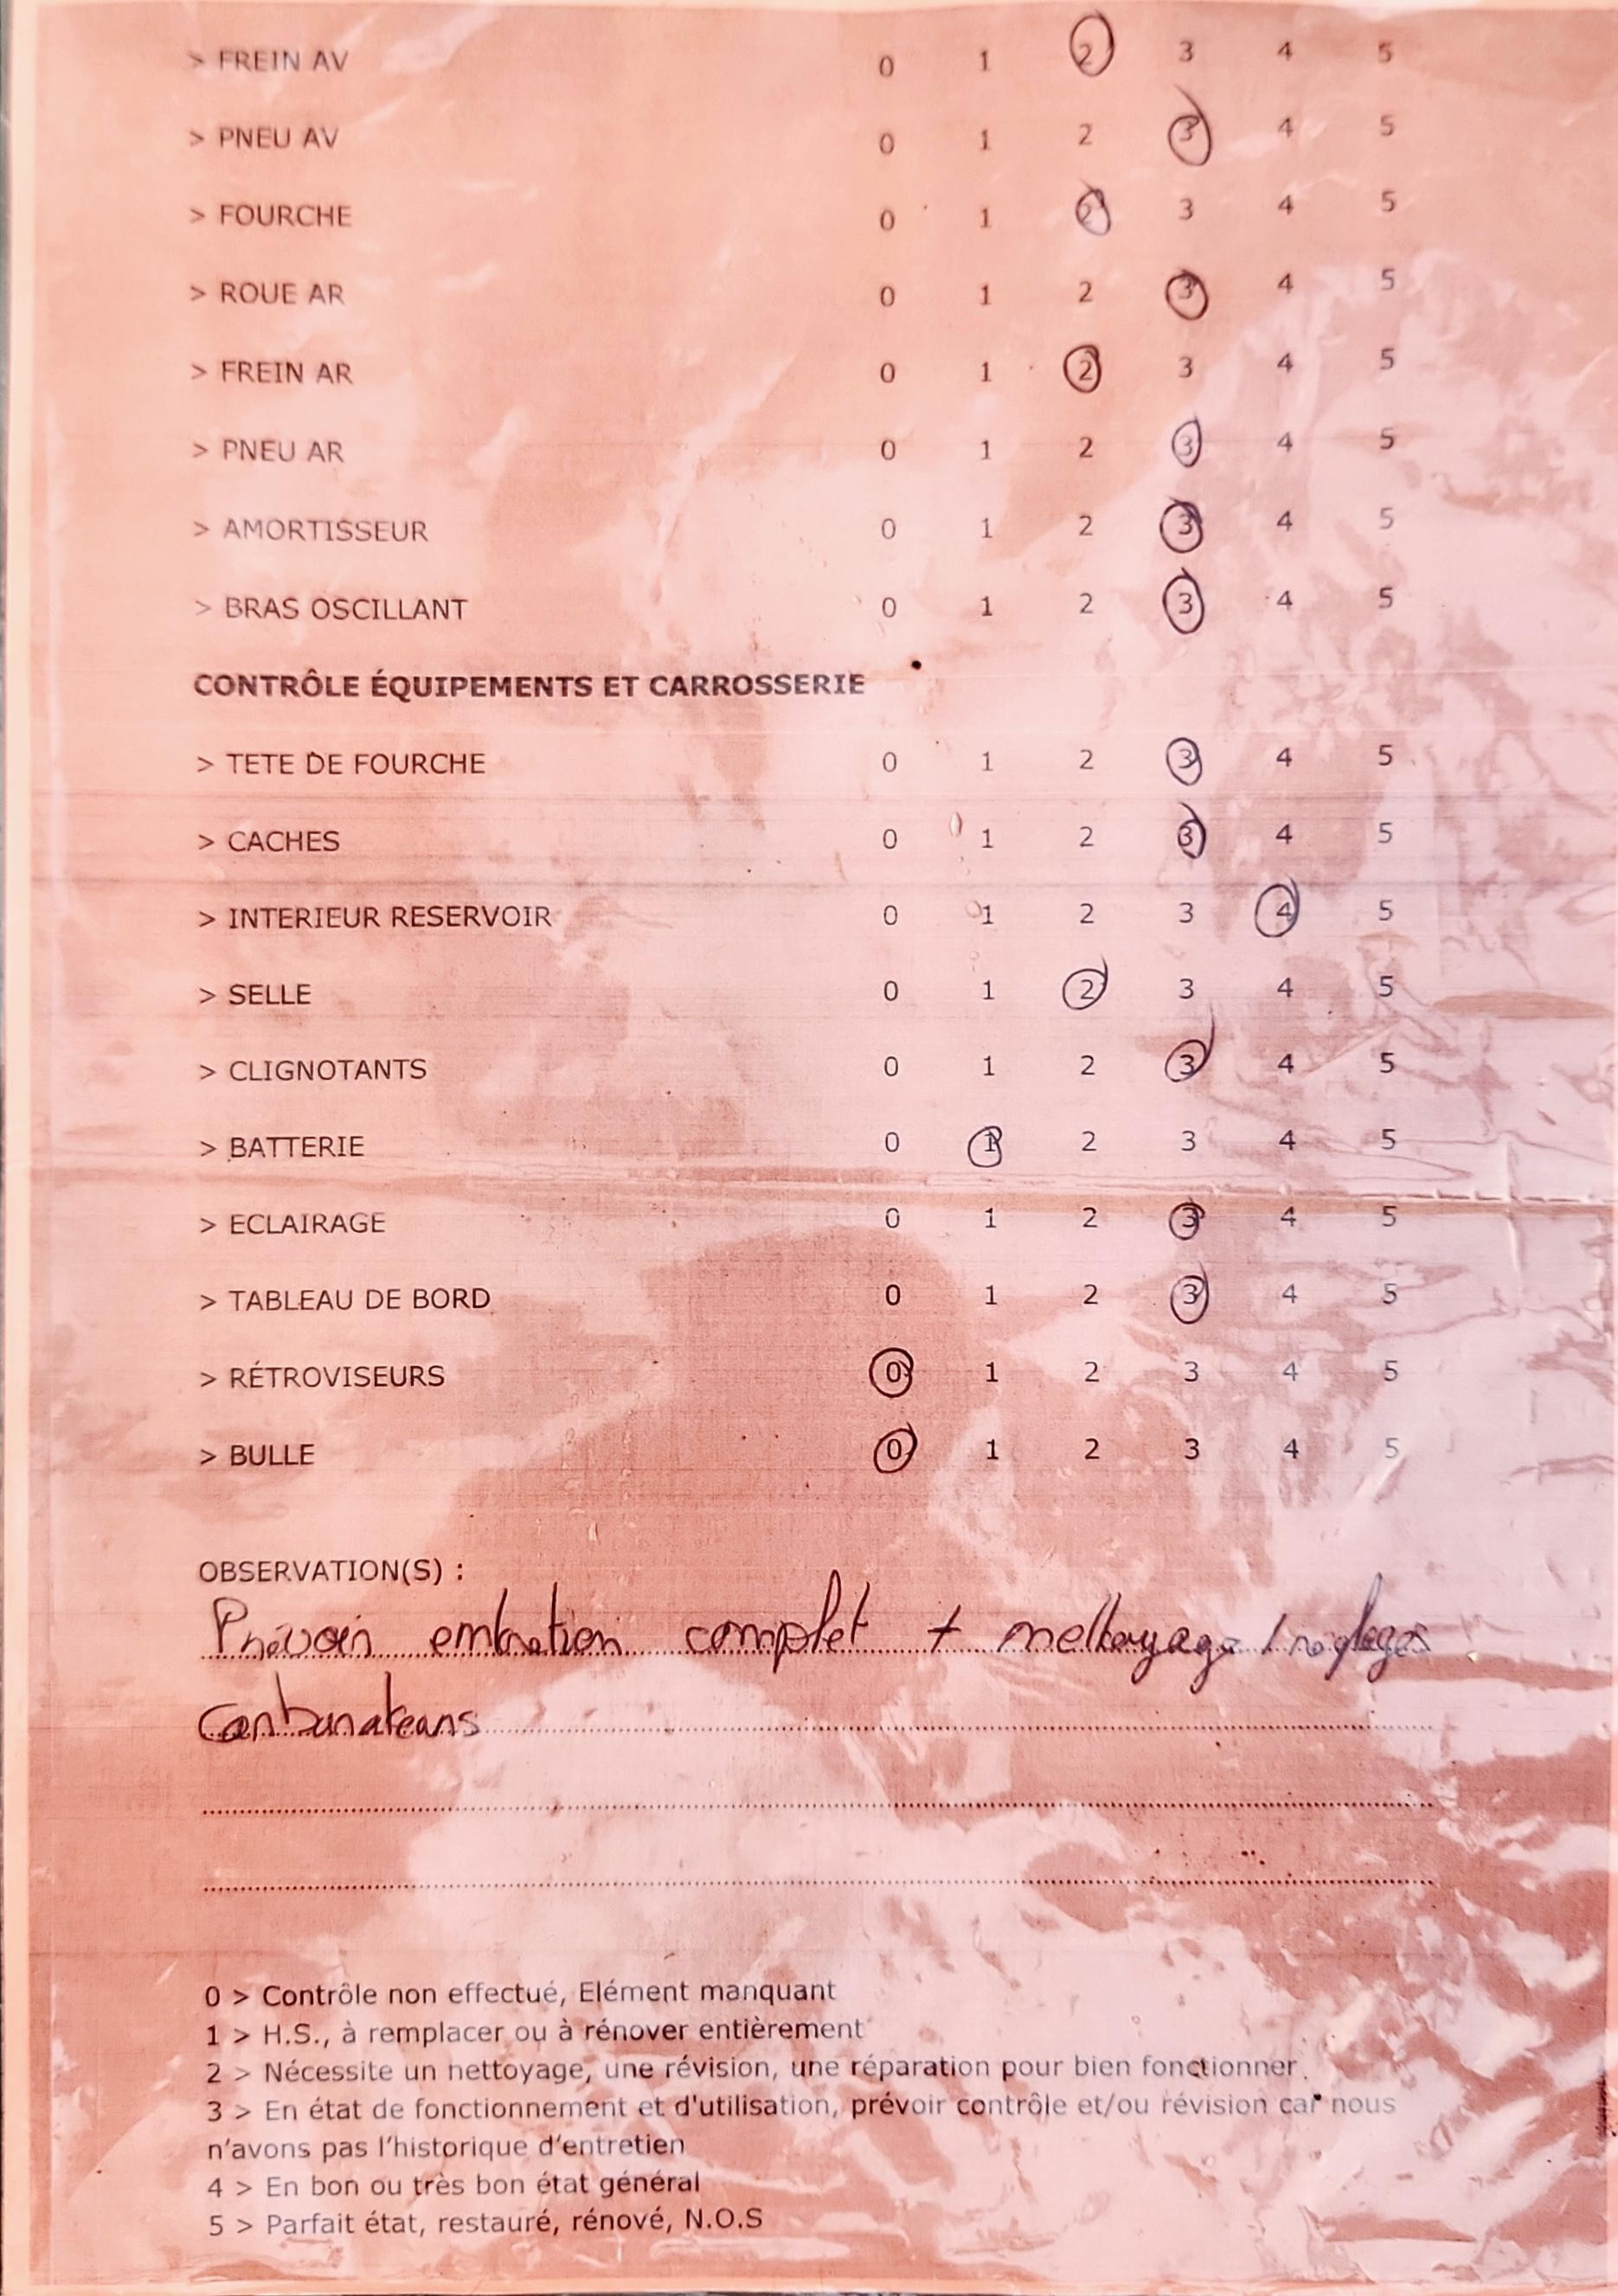 > FREIN AV 0 1 2 3 4 5
> PNEU AV 0 1 2 3 4 5
> FOURCHE 0 1 2 3 4 5
> ROUE AR 0 1 2 3 4 5
> FREIN AR 0 1 2 3 4 5
> PNEU AR 0 1 2 3 4 5
> AMORTISSEUR 0 1 2 3 4 5
> BRAS OSCILLANT 0 1 2 3 4 5
CONTRÔLE ÉQUIPEMENTS ET CARROSSERIE
> TETE DE FOURCHE 0 1 2 3 4 5
> CACHES 0 1 2 3 4 5
> INTERIEUR RESERVOIR 0 1 2 3 4 5
> SELLE 0 1 2 3 4 5
> CLIGNOTANTS 0 1 2 3 4 5
> BATTERIE 0 1 2 3 4 5
> ECLAIRAGE 0 1 2 3 4 5
> TABLEAU DE BORD 0 1 2 3 4 5
> RÉTROVISEURS 0 1 2 3 4 5
> BULLE 0 1 2 3 4 5
OBSERVATION(S) :
Prévoir entretien complet + nettoyage / réglages
carburateurs
0 > Contrôle non effectué, Elément manquant
1 > H.S., à remplacer ou à rénover entièrement
2 > Nécessite un nettoyage, une révision, une réparation pour bien fonctionner.
3 > En état de fonctionnement et d'utilisation, prévoir contrôle et/ou révision car nous
n'avons pas l'historique d'entretien
4 > En bon ou très bon état général
5 > Parfait état, restauré, rénové, N.O.S